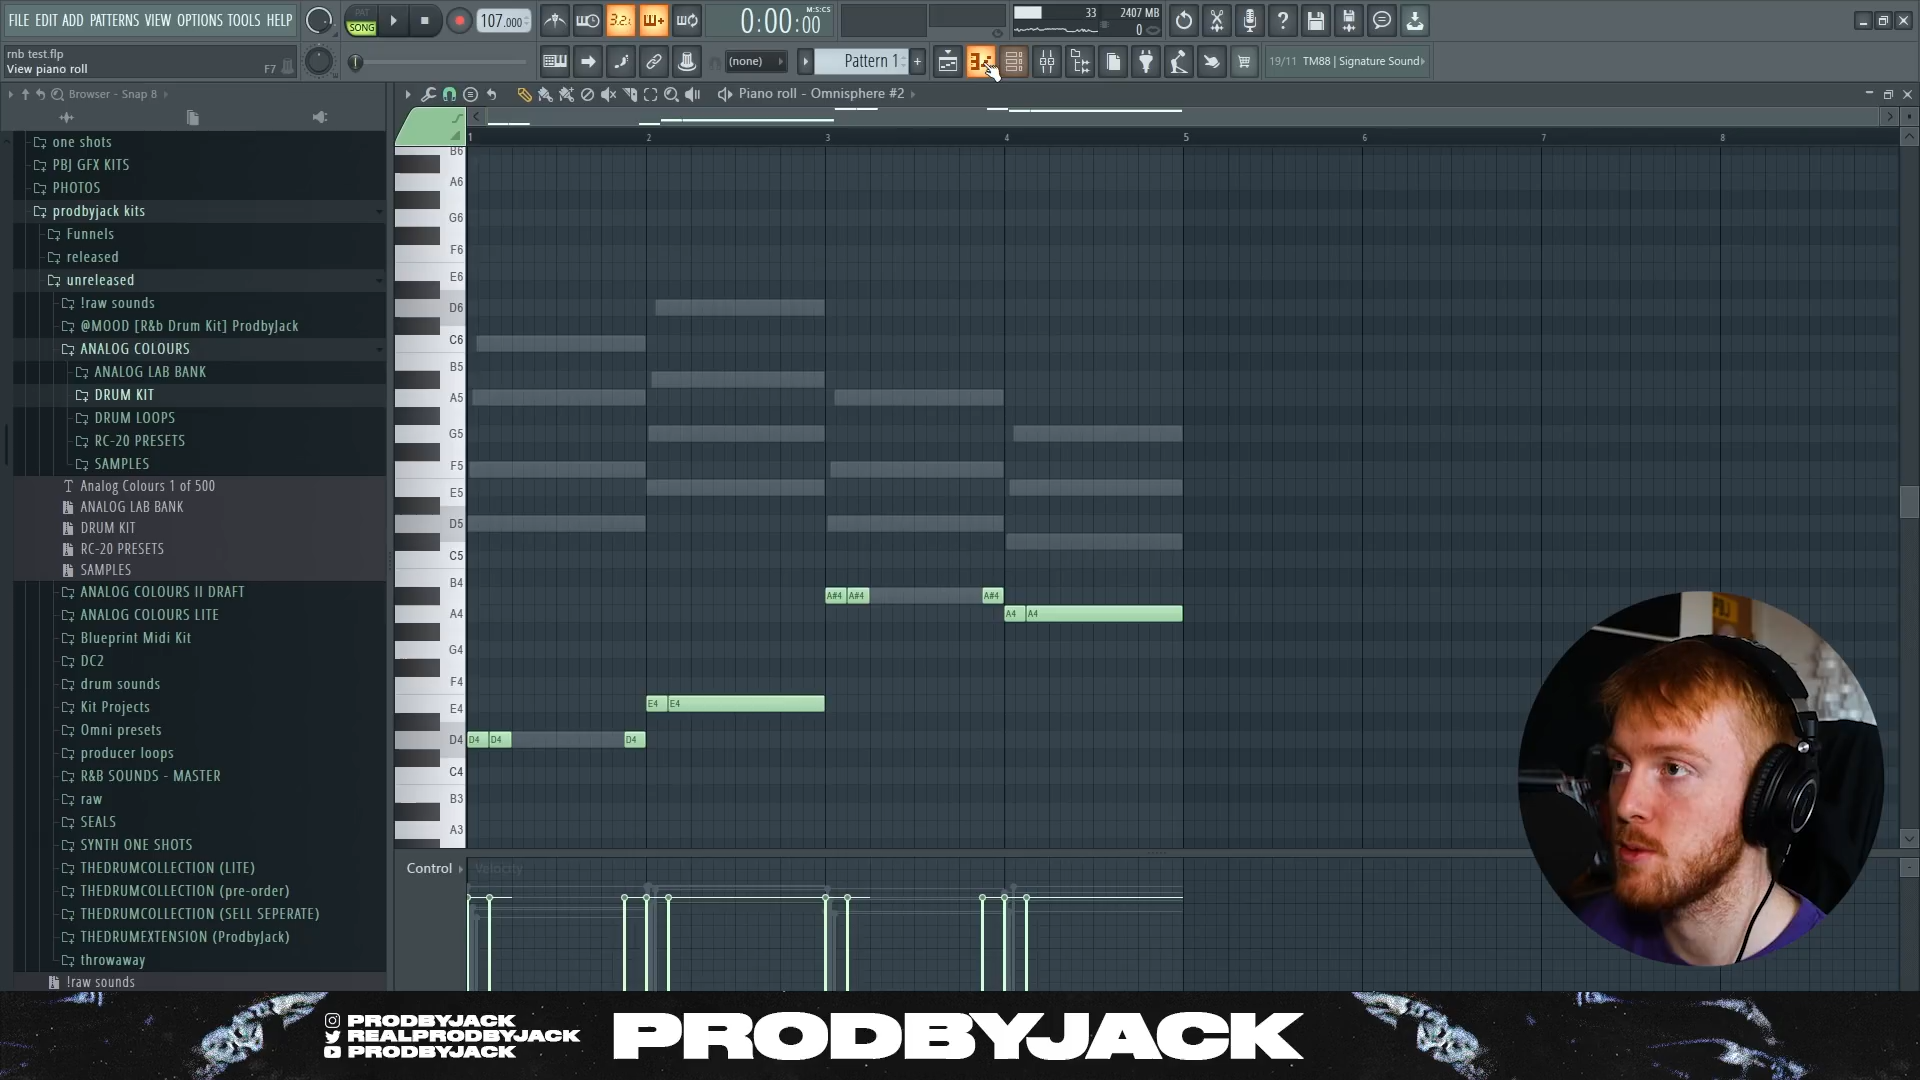 FILE EDIT ADD PATTERNS VIEW OPTIONS TOOLS HELP
PAT
SONG
107.000
3.2.
0:00:00
M:S:CS
33
2407 MB
0
rnb test.flp
View piano roll
F7
(none)
Pattern 1
+
19/11 TM88 | Signature Sound
Browser - Snap 8
Piano roll - Omnisphere #2
one shots
PBJ GFX KITS
PHOTOS
prodbyjack kits
Funnels
released
unreleased
!raw sounds
@MOOD [R&b Drum Kit] ProdbyJack
ANALOG COLOURS
ANALOG LAB BANK
DRUM KIT
DRUM LOOPS
RC-20 PRESETS
SAMPLES
Analog Colours 1 of 500
ANALOG LAB BANK
DRUM KIT
RC-20 PRESETS
SAMPLES
ANALOG COLOURS II DRAFT
ANALOG COLOURS LITE
Blueprint Midi Kit
DC2
drum sounds
Kit Projects
Omni presets
producer loops
R&B SOUNDS - MASTER
raw
SEALS
SYNTH ONE SHOTS
THEDRUMCOLLECTION (LITE)
THEDRUMCOLLECTION (pre-order)
THEDRUMCOLLECTION (SELL SEPERATE)
THEDRUMEXTENSION (ProdbyJack)
throwaway
!raw sounds
1 2 3 4 5 6 7 8
B6
A6
G6
F6
E6
D6
C6
B5
A5
G5
F5
E5
D5
C5
B4
A#4 A#4 A#4
A4 A4 A4
G4
F4
E4 E4 E4
D4 D4 D4 D4
C4
B3
A3
Control Velocity
PRODBYJACK
REALPRODBYJACK
PRODBYJACK
PRODBYJACK